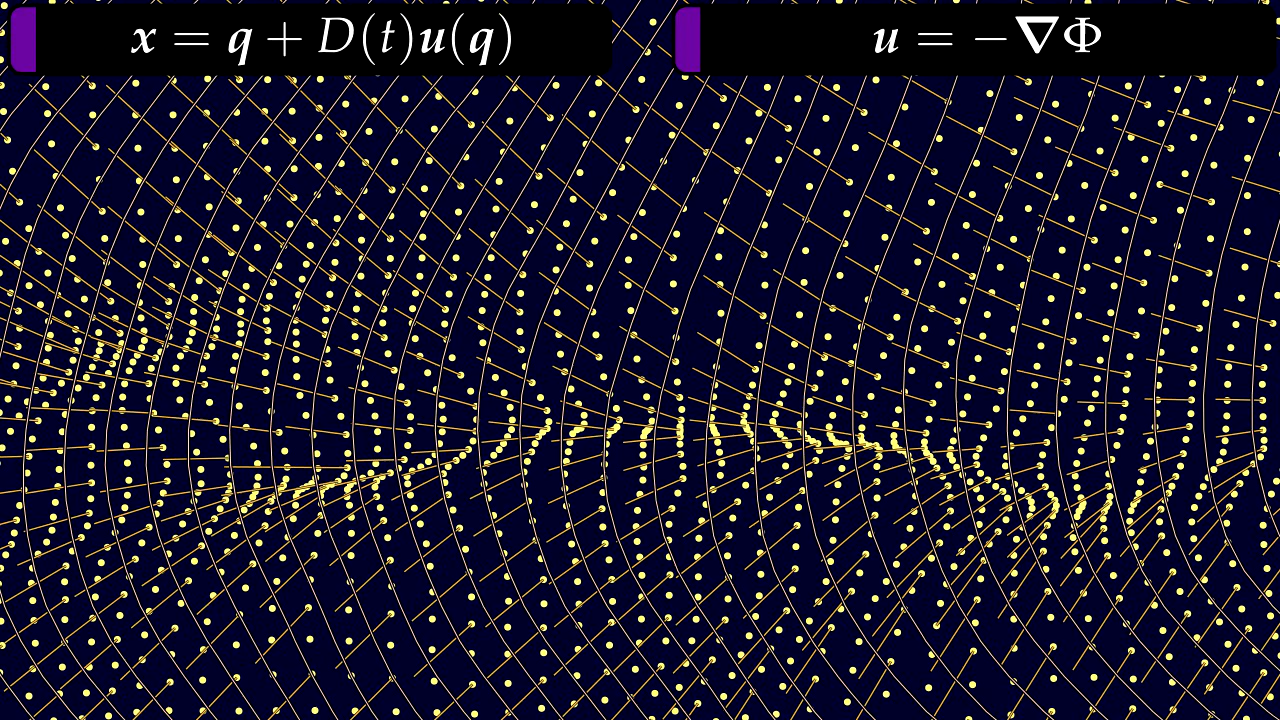 x = q + D(t)u(q)
u = −∇Φ